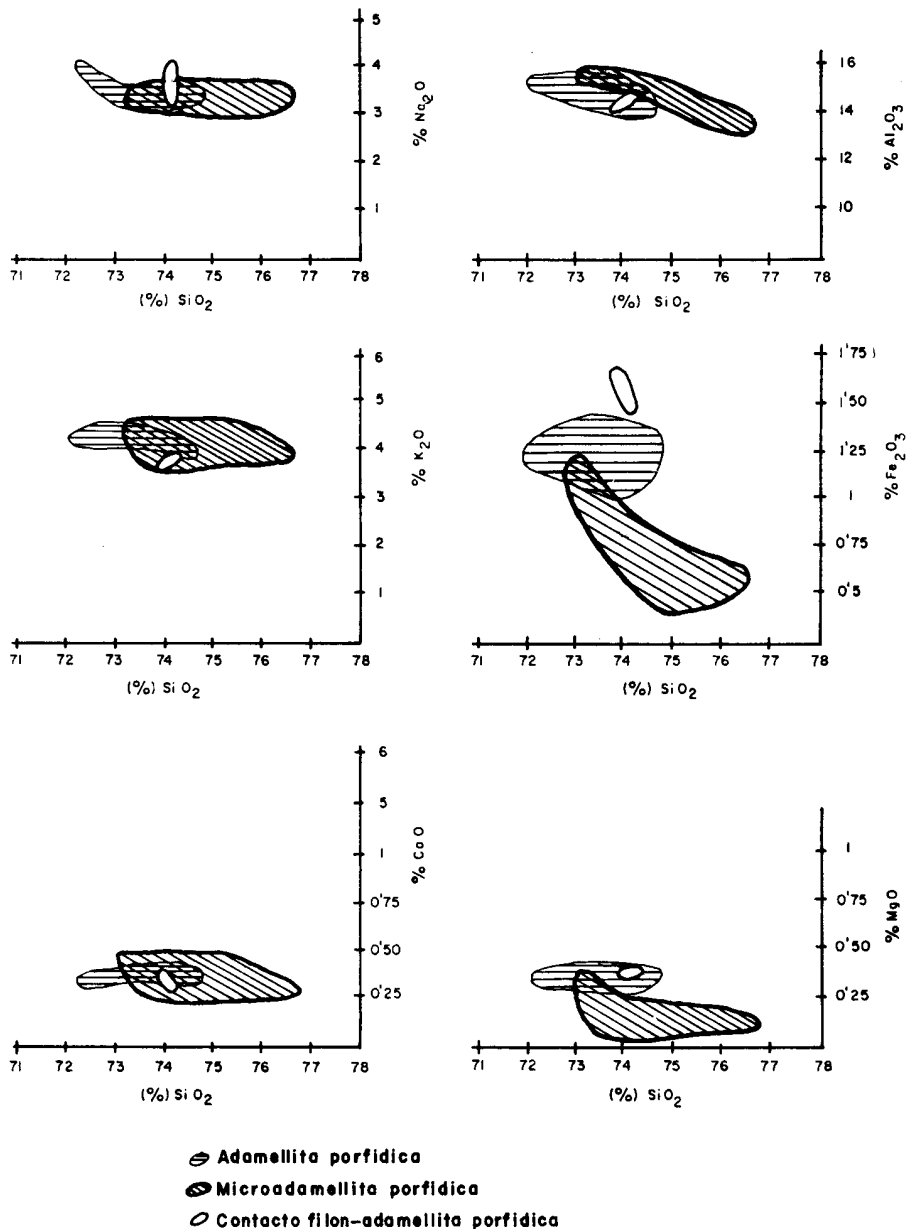 5
4
3
2
1
% Na2O
71 72 73 74 75 76 77 78
(%) SiO2
16
14
12
10
% Al2O3
71 72 73 74 75 76 77 78
(%) SiO2
6
5
4
3
2
1
% K2O
71 72 73 74 75 76 77 78
(%) SiO2
1'75)
1'50
1'25
1
0'75
0'5
% Fe2O3
71 72 73 74 75 76 77 78
(%) SiO2
6
5
1
0'75
0'50
0'25
% CaO
71 72 73 74 75 76 77 78
(%) SiO2
1
0'75
0'50
0'25
% MgO
71 72 73 74 75 76 77 78
(%) SiO2
Adamellita porfidica
Microadamellita porfidica
Contacto filon-adamellita porfidica